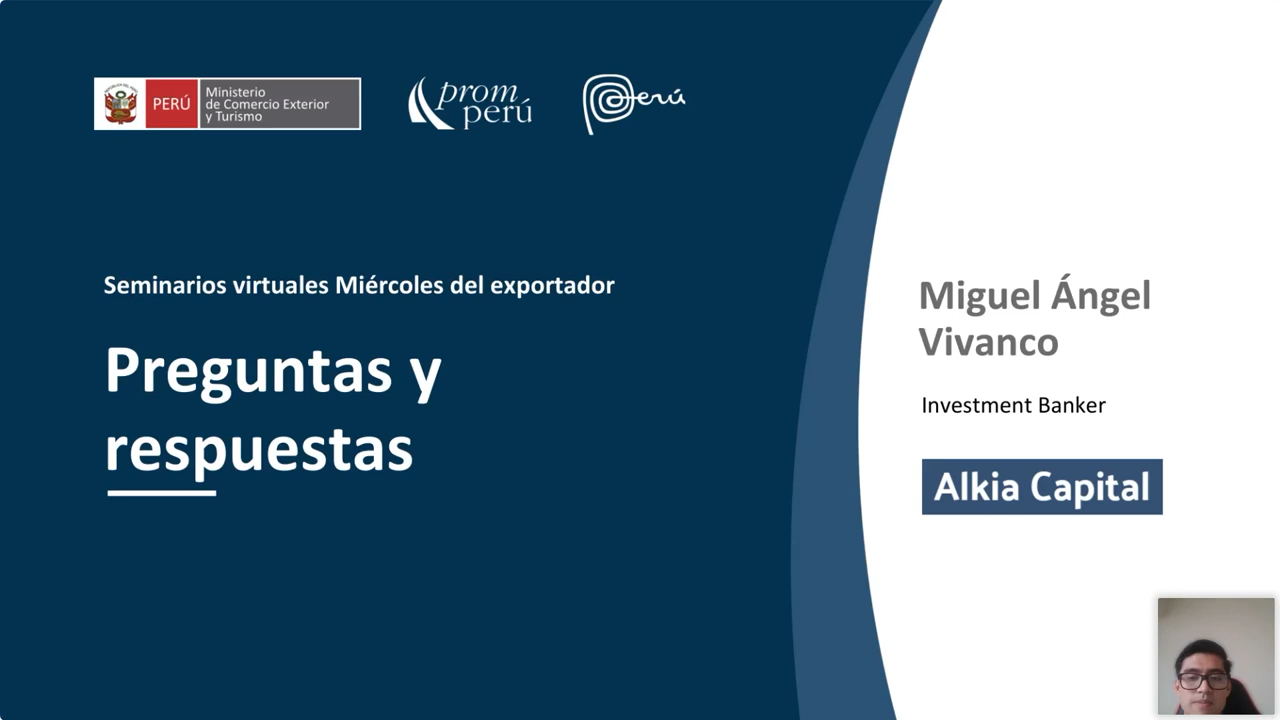 PERÚ
Ministerio
de Comercio Exterior
y Turismo
prom
perú
Perú
Seminarios virtuales Miércoles del exportador
Preguntas y
respuestas
Miguel Ángel
Vivanco
Investment Banker
Alkia Capital